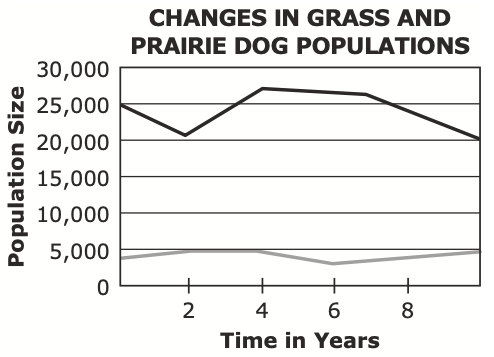 CHANGES IN GRASS AND
PRAIRIE DOG POPULATIONS
Population Size
30,000
25,000
20,000
15,000
10,000
5,000
0
2 4 6 8
Time in Years